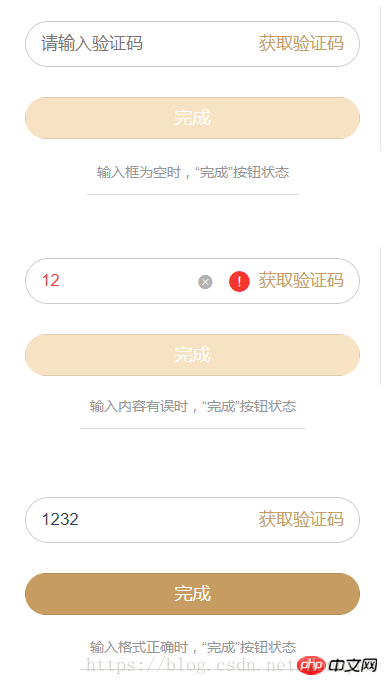 请输入验证码 获取验证码
完成
输入框为空时，“完成”按钮状态
12 ! 获取验证码
完成
输入内容有误时，“完成”按钮状态
1232 获取验证码
完成
输入格式正确时，“完成”按钮状态
https://blog.csdn.net
php 中文网